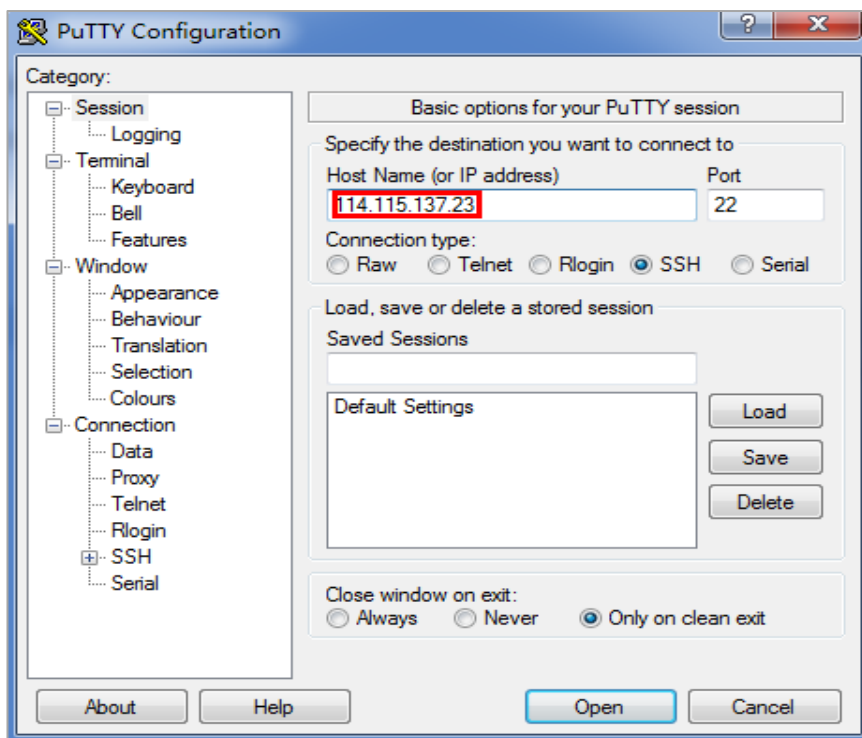 PuTTY Configuration
Category:
Session
Logging
Terminal
Keyboard
Bell
Features
Window
Appearance
Behaviour
Translation
Selection
Colours
Connection
Data
Proxy
Telnet
Rlogin
SSH
Serial
Basic options for your PuTTY session
Specify the destination you want to connect to
Host Name (or IP address) Port
114.115.137.23 22
Connection type:
Raw Telnet Rlogin SSH Serial
Load, save or delete a stored session
Saved Sessions
Default Settings
Load
Save
Delete
Close window on exit:
Always Never Only on clean exit
About Help Open Cancel